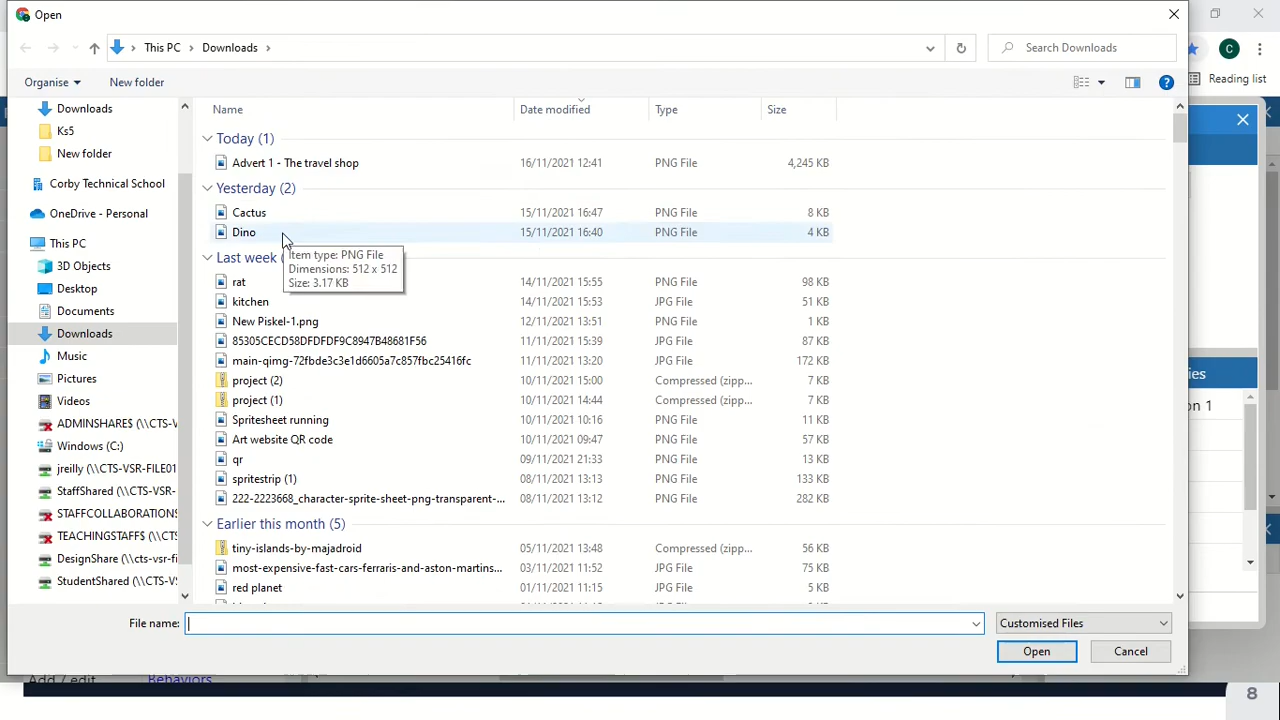 Open
This PC > Downloads >
Search Downloads
C
Organise
New folder
Reading list
Downloads
Ks5
New folder
Corby Technical School
OneDrive - Personal
This PC
3D Objects
Desktop
Documents
Downloads
Music
Pictures
Videos
ADMINSHARE$ (\\CTS-V
Windows (C:)
jreilly (\\CTS-VSR-FILE01
StaffShared (\\CTS-VSR-
STAFFCOLLABORATION
TEACHINGSTAFF$ (\\CT
DesignShare (\\cts-vsr-fi
StudentShared (\\CTS-VS
Name Date modified Type Size
Today (1)
Advert 1 - The travel shop 16/11/2021 12:41 PNG File 4,245 KB
Yesterday (2)
Cactus 15/11/2021 16:47 PNG File 8 KB
Dino 15/11/2021 16:40 PNG File 4 KB
Item type: PNG File
Dimensions: 512 x 512
Size: 3.17 KB
Last week (
rat 14/11/2021 15:55 PNG File 98 KB
kitchen 14/11/2021 15:53 JPG File 51 KB
New Piskel-1.png 12/11/2021 13:51 PNG File 1 KB
85305CECD58DFDFDF9C8947B48681F56 11/11/2021 15:39 JPG File 87 KB
main-qimg-72fbde3c3e1d6605a7c857fbc25416fc 11/11/2021 13:20 JPG File 172 KB
project (2) 10/11/2021 15:00 Compressed (zipp... 7 KB
project (1) 10/11/2021 14:44 Compressed (zipp... 7 KB
Spritesheet running 10/11/2021 10:16 PNG File 11 KB
Art website QR code 10/11/2021 09:47 PNG File 57 KB
qr 09/11/2021 21:33 PNG File 13 KB
spritestrip (1) 08/11/2021 13:13 PNG File 133 KB
222-2223668_character-sprite-sheet-png-transparent-... 08/11/2021 13:12 PNG File 282 KB
Earlier this month (5)
tiny-islands-by-majadroid 05/11/2021 13:48 Compressed (zipp... 56 KB
most-expensive-fast-cars-ferraris-and-aston-martins... 03/11/2021 11:52 JPG File 75 KB
red planet 01/11/2021 11:15 JPG File 5 KB
ies
on 1
File name:
Customised Files
Open
Cancel
Add / edit
Behaviors
8